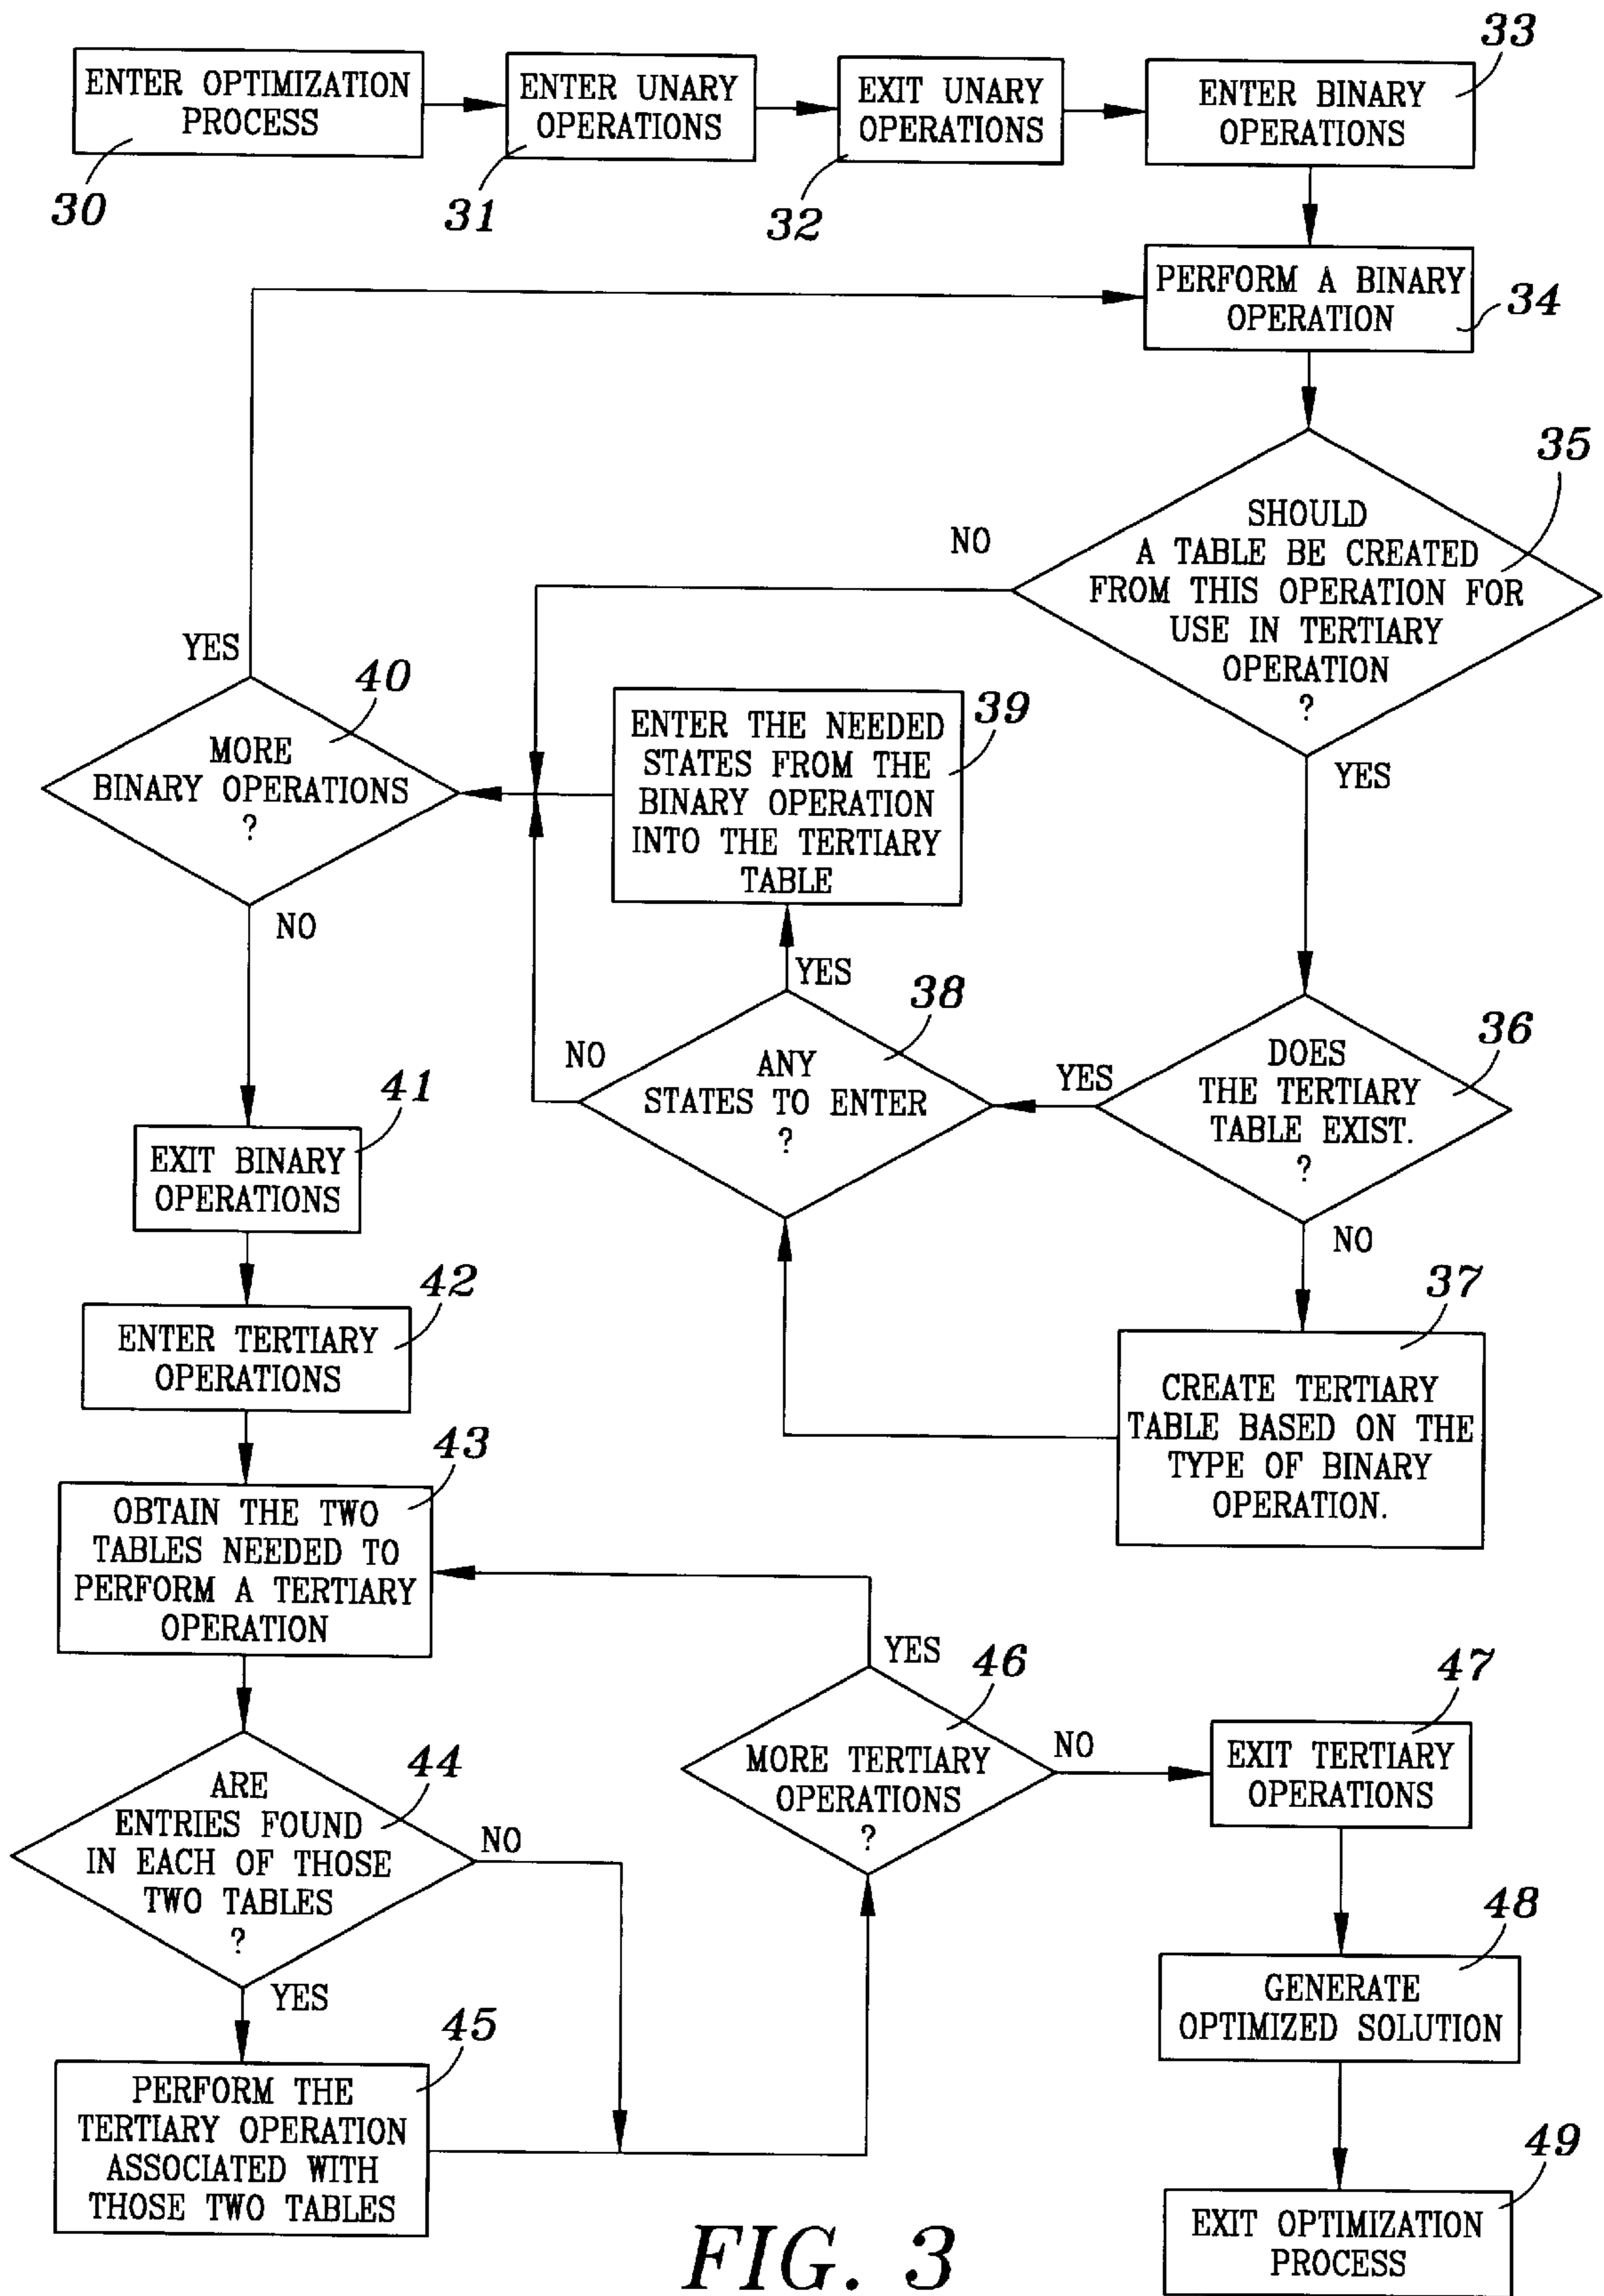 ENTER OPTIMIZATION
PROCESS
30
ENTER UNARY
OPERATIONS
31
EXIT UNARY
OPERATIONS
32
ENTER BINARY
OPERATIONS
33
PERFORM A BINARY
OPERATION
34
SHOULD
A TABLE BE CREATED
FROM THIS OPERATION FOR
USE IN TERTIARY
OPERATION
?
35
NO
YES
DOES
THE TERTIARY
TABLE EXIST.
?
36
YES
NO
CREATE TERTIARY
TABLE BASED ON THE
TYPE OF BINARY
OPERATION.
37
ANY
STATES TO ENTER
?
38
NO
YES
ENTER THE NEEDED
STATES FROM THE
BINARY OPERATION
INTO THE TERTIARY
TABLE
39
MORE
BINARY OPERATIONS
?
40
YES
NO
EXIT BINARY
OPERATIONS
41
ENTER TERTIARY
OPERATIONS
42
OBTAIN THE TWO
TABLES NEEDED TO
PERFORM A TERTIARY
OPERATION
43
ARE
ENTRIES FOUND
IN EACH OF THOSE
TWO TABLES
?
44
NO
YES
PERFORM THE
TERTIARY OPERATION
ASSOCIATED WITH
THOSE TWO TABLES
45
MORE TERTIARY
OPERATIONS
?
46
YES
NO
EXIT TERTIARY
OPERATIONS
47
GENERATE
OPTIMIZED SOLUTION
48
EXIT OPTIMIZATION
PROCESS
49
FIG. 3